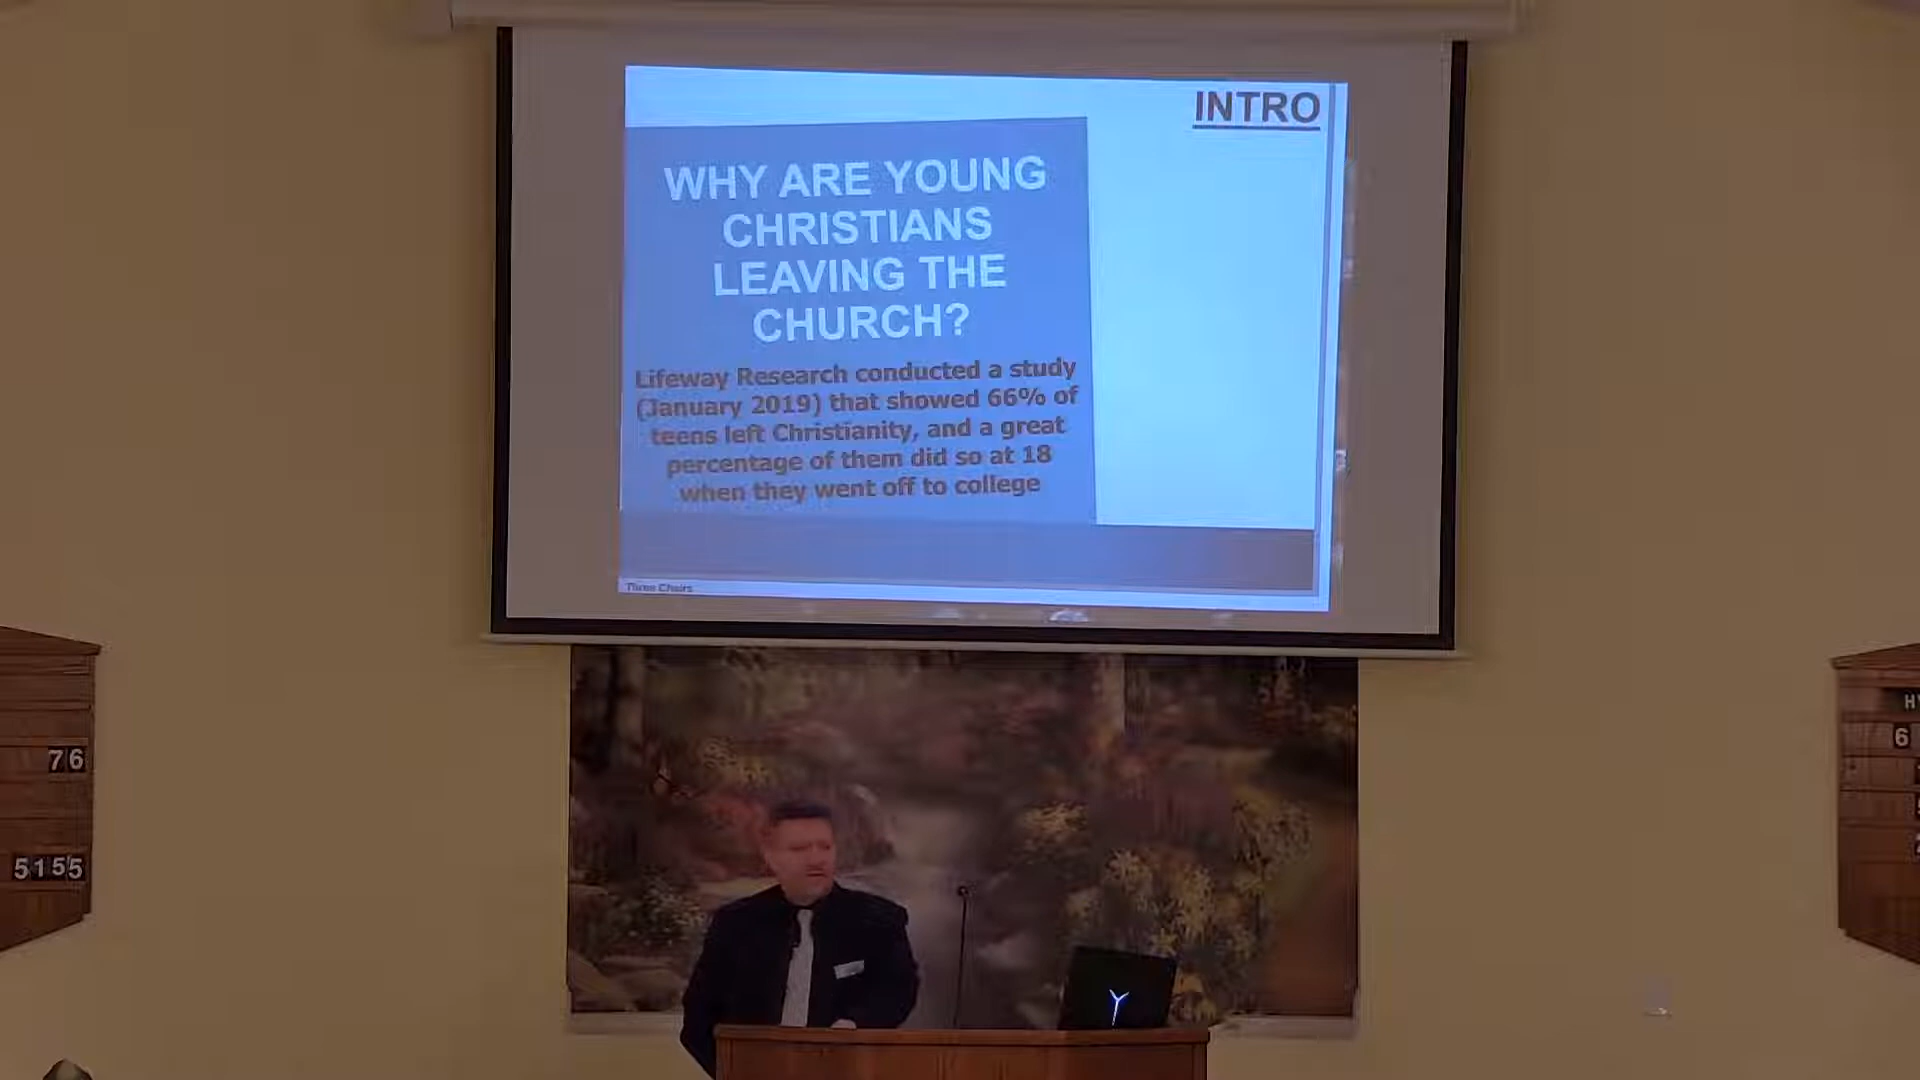 INTRO
WHY ARE YOUNG
CHRISTIANS
LEAVING THE
CHURCH?
Lifeway Research conducted a study
(January 2019) that showed 66% of
teens left Christianity, and a great
percentage of them did so at 18
when they went off to college
Three Chairs
76
5155
H
6